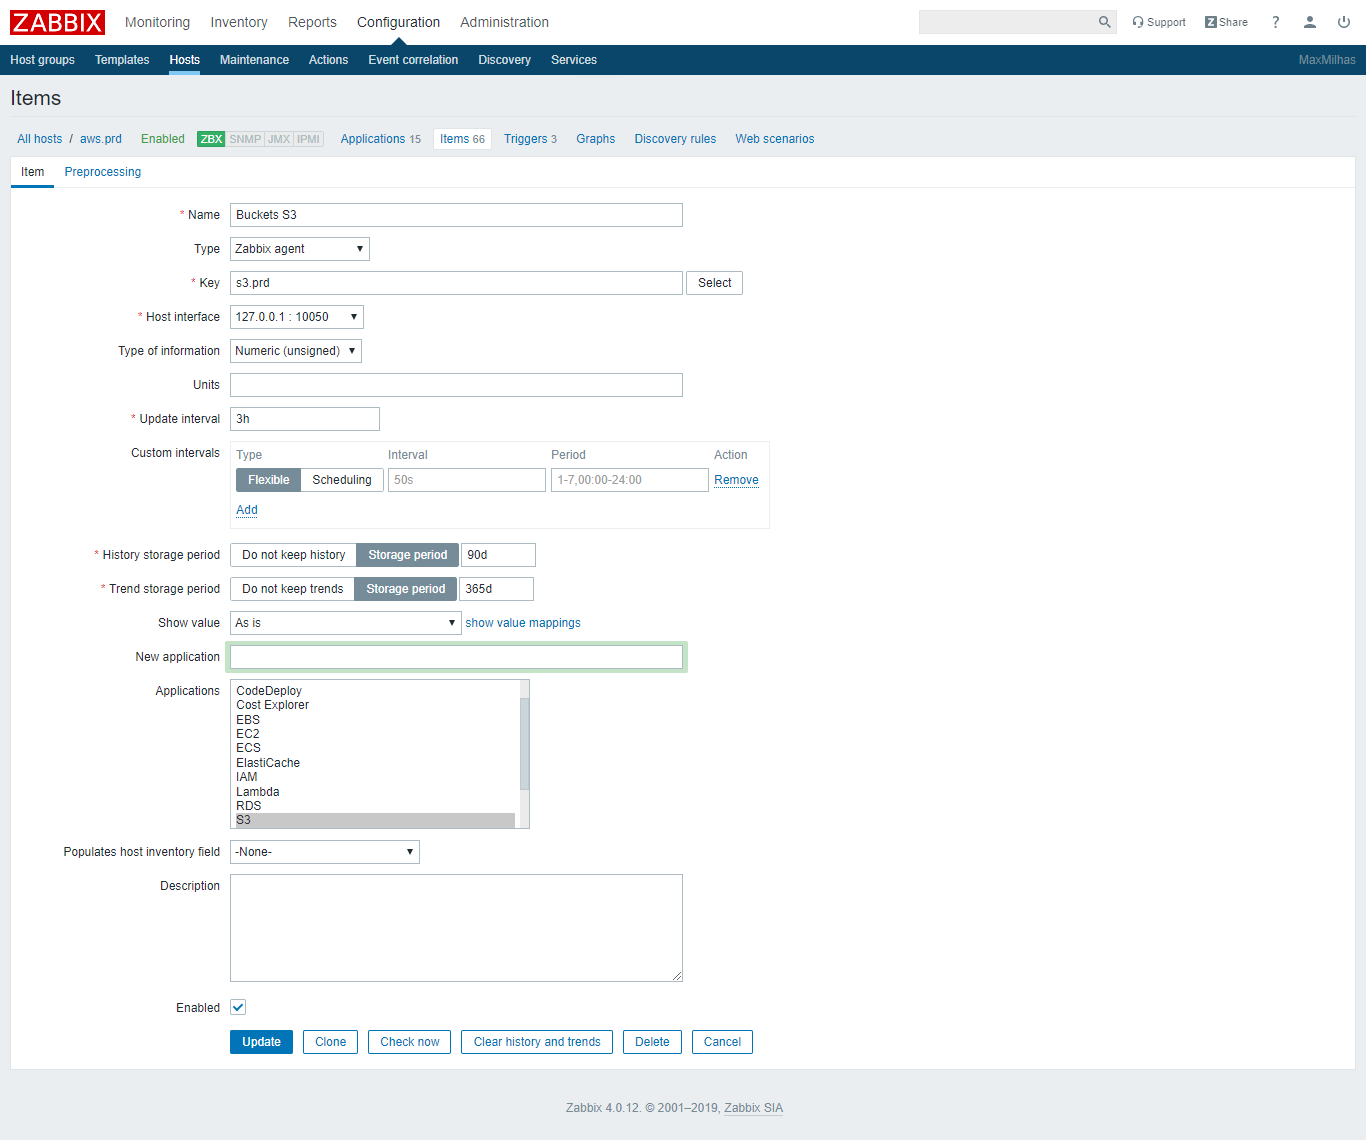 ZABBIX Monitoring Inventory Reports Configuration Administration Support Z Share ?
Host groups Templates Hosts Maintenance Actions Event correlation Discovery Services MaxMilhas
Items
All hosts / aws.prd Enabled ZBX SNMP JMX IPMI Applications 15 Items 66 Triggers 3 Graphs Discovery rules Web scenarios
Item Preprocessing
* Name Buckets S3
Type Zabbix agent
* Key s3.prd Select
* Host interface 127.0.0.1 : 10050
Type of information Numeric (unsigned)
Units
* Update interval 3h
Custom intervals Type Interval Period Action
Flexible Scheduling 50s 1-7,00:00-24:00 Remove
Add
* History storage period Do not keep history Storage period 90d
* Trend storage period Do not keep trends Storage period 365d
Show value As is show value mappings
New application
Applications CodeDeploy
Cost Explorer
EBS
EC2
ECS
ElastiCache
IAM
Lambda
RDS
S3
Populates host inventory field -None-
Description
Enabled
Update Clone Check now Clear history and trends Delete Cancel
Zabbix 4.0.12. © 2001–2019, Zabbix SIA